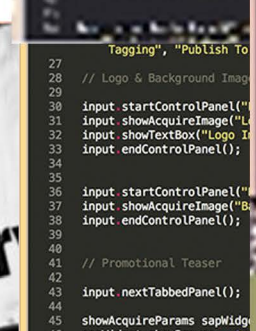 Tagging", "Publish To
27
28 // Logo & Background Imag
29
30 input.startControlPanel("
31 input.showAcquireImage("L
32 input.showTextBox("Logo I
33 input.endControlPanel();
34
35
36 input.startControlPanel("
37 input.showAcquireImage("Ba
38 input.endControlPanel();
39
40
41 // Promotional Teaser
42
43 input.nextTabbedPanel();
44
45 showAcquireParams sapWidge